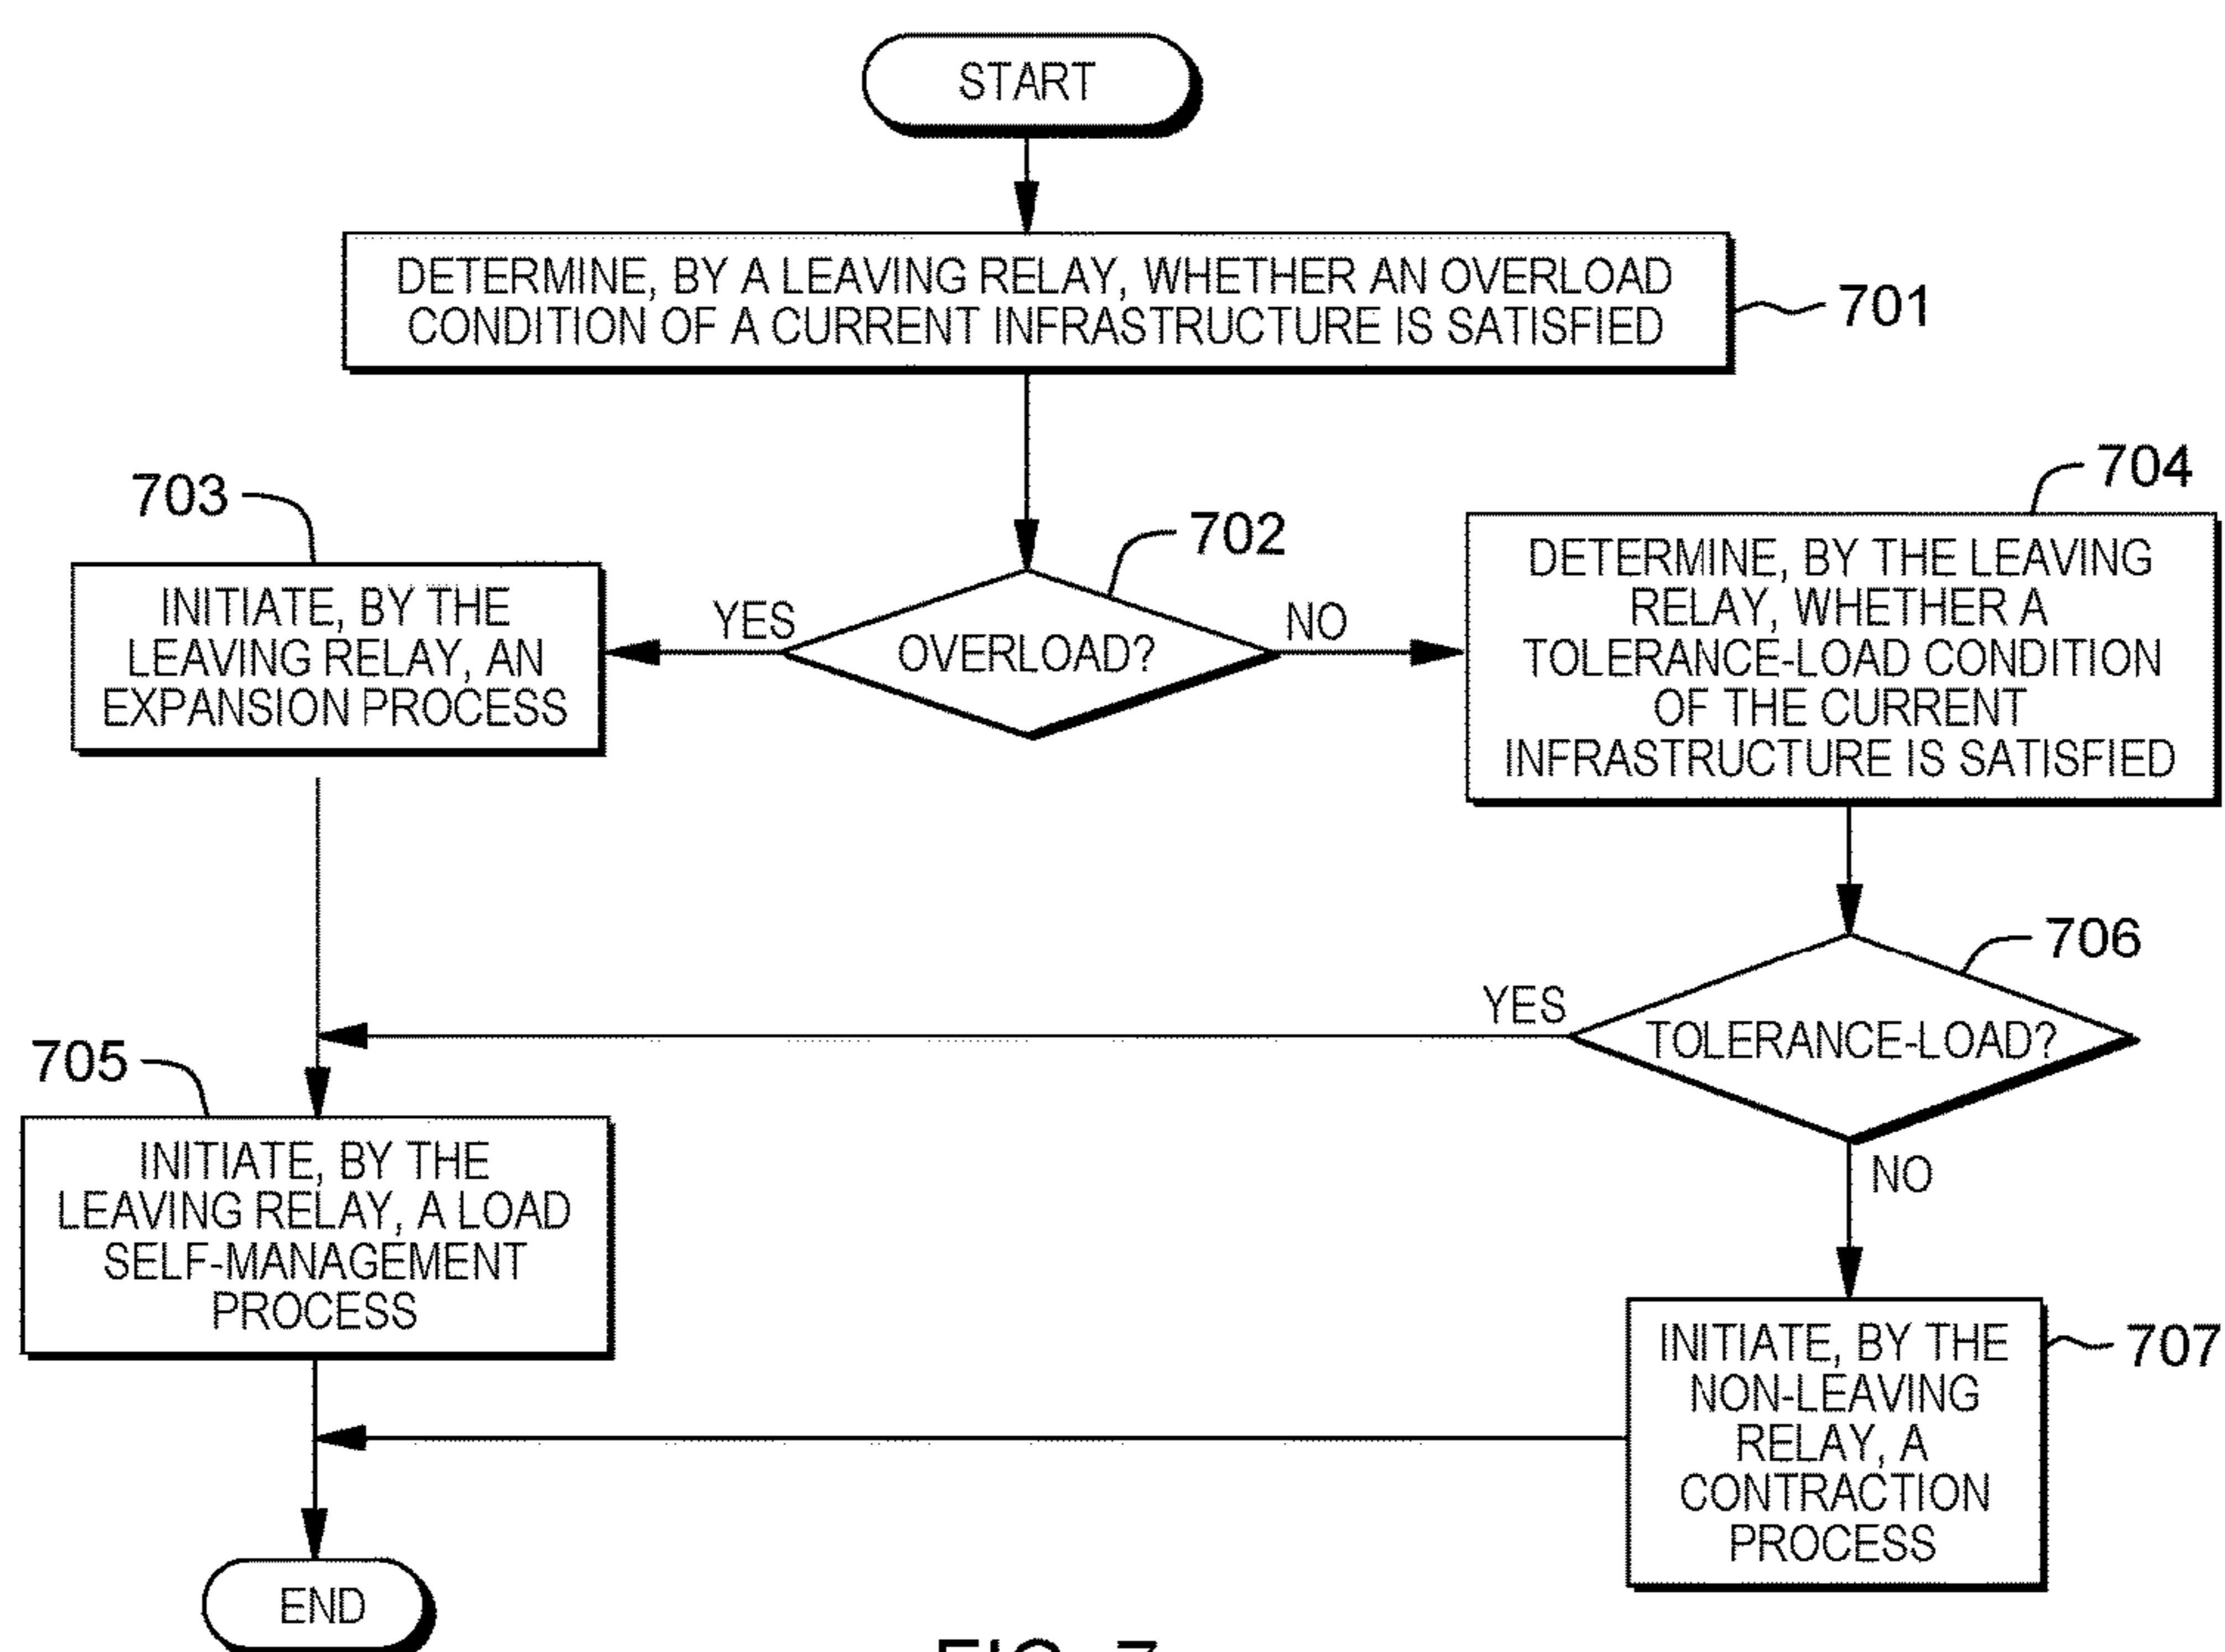 START
DETERMINE, BY A LEAVING RELAY, WHETHER AN OVERLOAD
CONDITION OF A CURRENT INFRASTRUCTURE IS SATISFIED
701
703
702
704
INITIATE, BY THE
LEAVING RELAY, AN
EXPANSION PROCESS
YES
OVERLOAD?
NO
DETERMINE, BY THE LEAVING
RELAY, WHETHER A
TOLERANCE-LOAD CONDITION
OF THE CURRENT
INFRASTRUCTURE IS SATISFIED
706
YES
TOLERANCE-LOAD?
NO
705
INITIATE, BY THE
LEAVING RELAY, A LOAD
SELF-MANAGEMENT
PROCESS
INITIATE, BY THE
NON-LEAVING
RELAY, A
CONTRACTION
PROCESS
707
END
FIG. 7